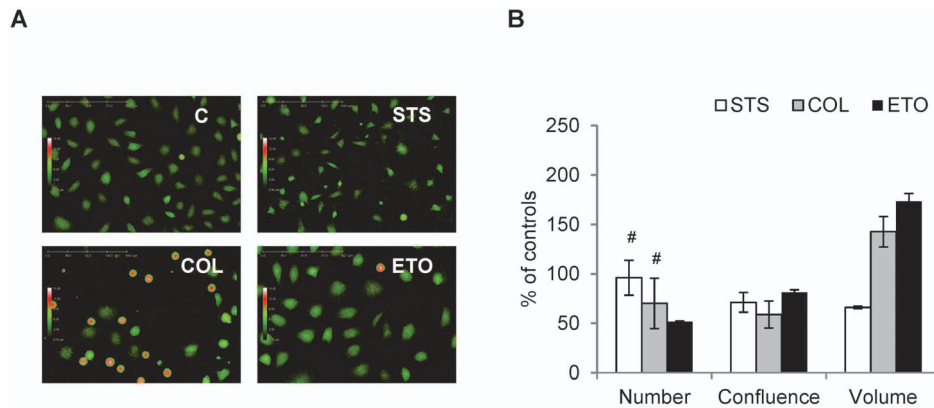 A
B
C
STS
COL
ETO
STS COL ETO
250
200
150
100
50
0
% of controls
#
#
Number Confluence Volume